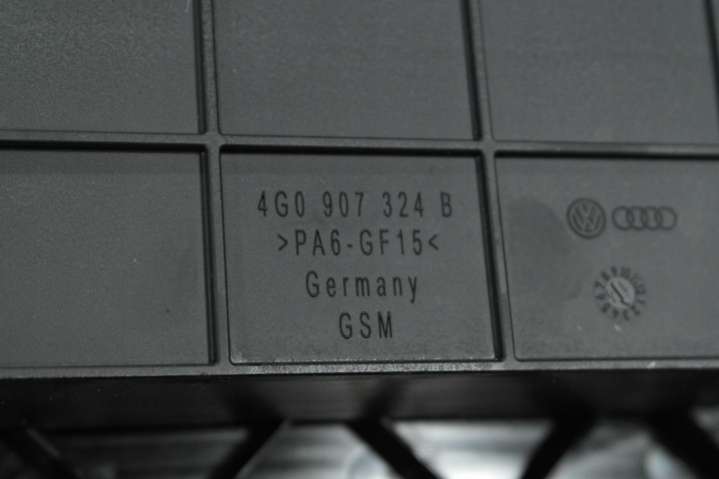 4G0 907 324 B
>PA6-GF15<
Germany
GSM